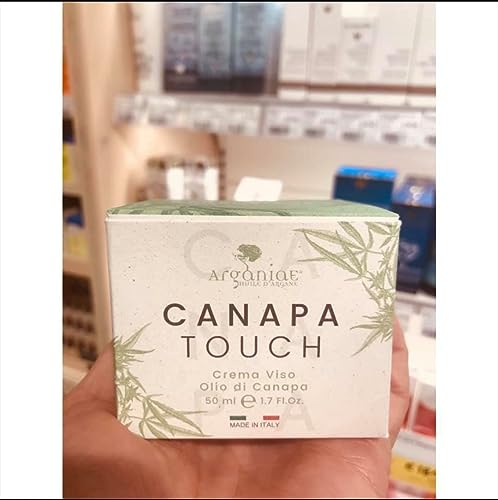 Arganiae
HUILE D'ARGANE
CANAPA
TOUCH
Crema Viso
Olio di Canapa
50 ml e 1.7 Fl.Oz.
MADE IN ITALY